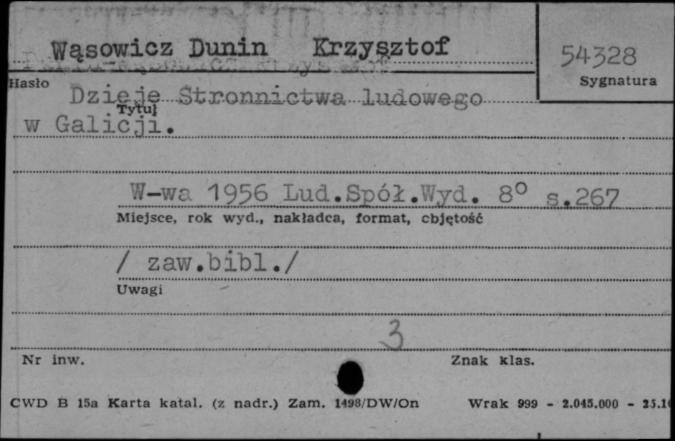 Wąsowicz Dunin Krzysztof
54328
Sygnatura
Hasło
Dzieje Stronnictwa ludowego
Tytuł
w Galicji.
W-wa 1956 Lud.Spół.Wyd. 8° s.267
Miejsce, rok wyd., nakładca, format, objętość
/ zaw.bibl./
Uwagi
3
Nr inw.
Znak klas.
CWD B 15a Karta katal. (z nadr.) Zam. 1498/DW/On
Wrak 999 - 2.045.000 -